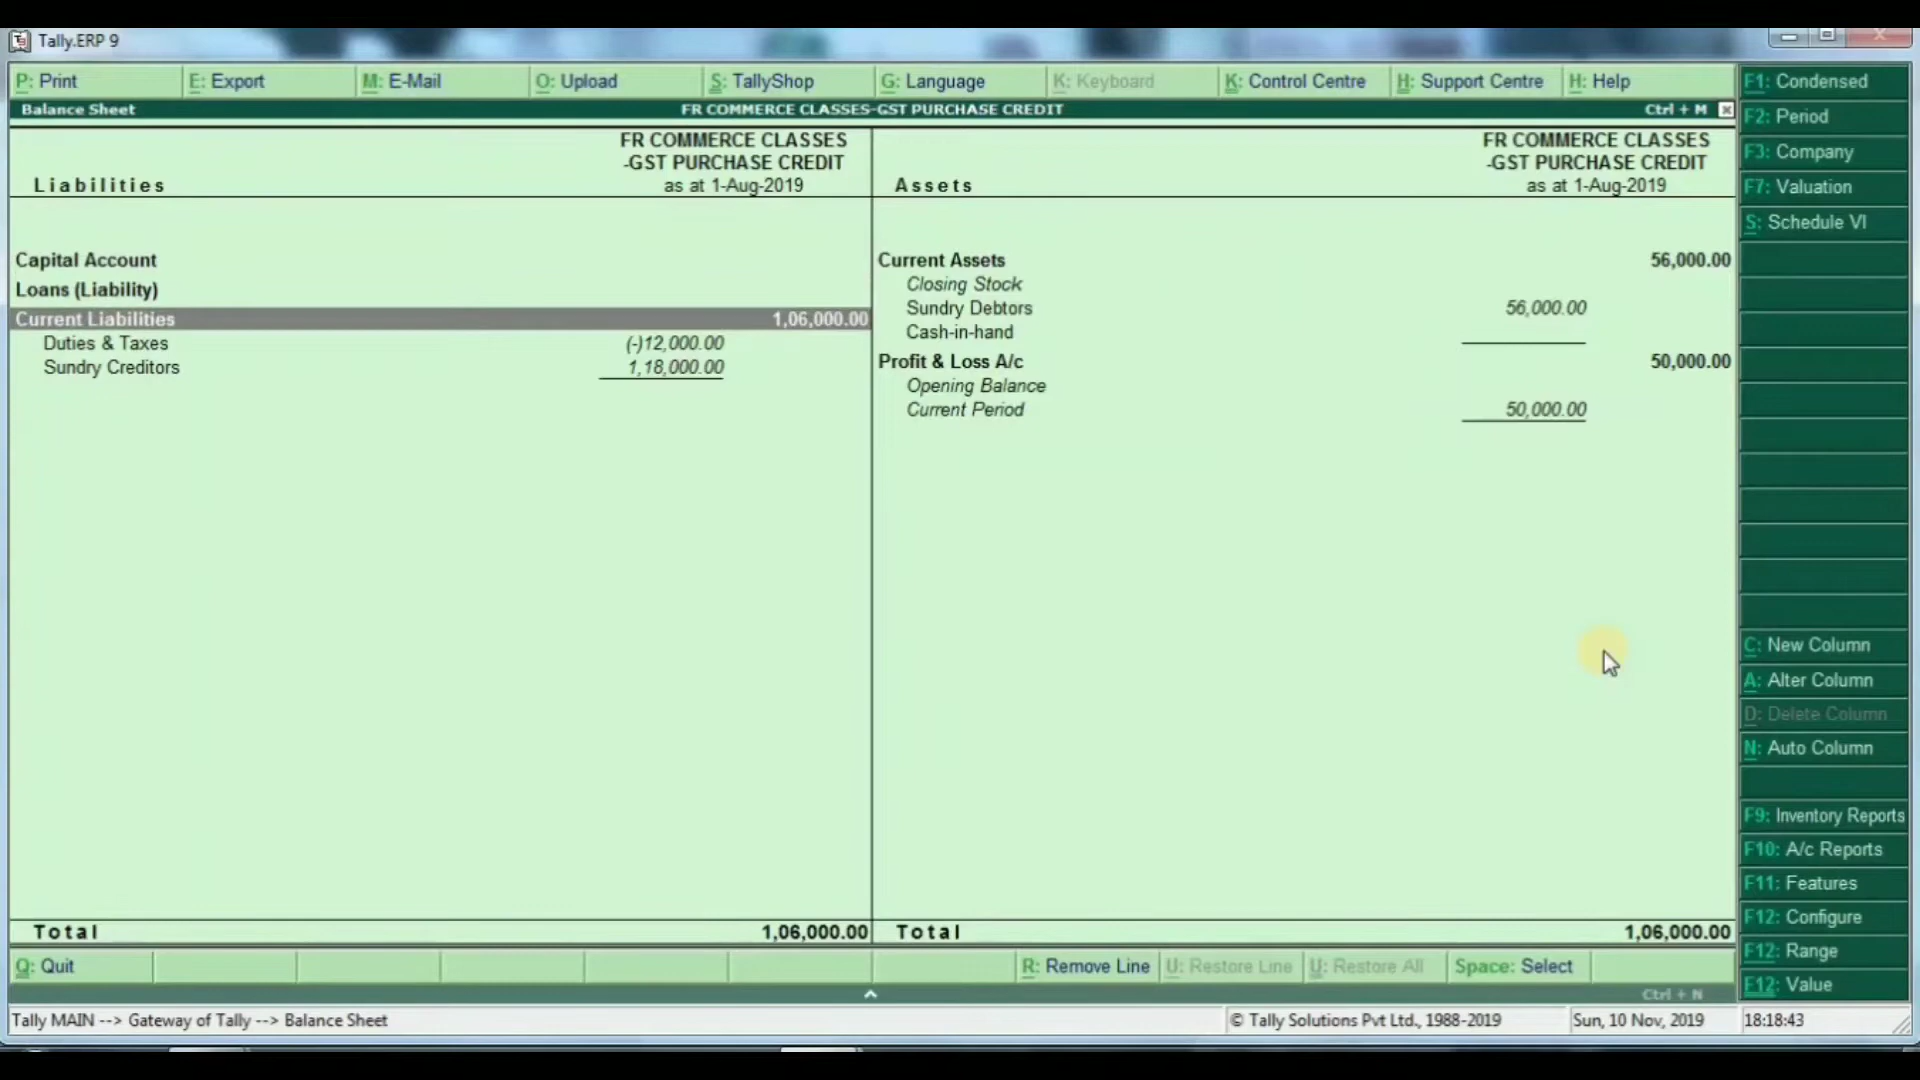 Tally.ERP 9
P: Print E: Export M: E-Mail O: Upload S: TallyShop G: Language K: Keyboard K: Control Centre H: Support Centre H: Help
Balance Sheet FR COMMERCE CLASSES-GST PURCHASE CREDIT Ctrl + M
Liabilities
FR COMMERCE CLASSES
-GST PURCHASE CREDIT
as at 1-Aug-2019
Capital Account
Loans (Liability)
Current Liabilities 1,06,000.00
Duties & Taxes (-)12,000.00
Sundry Creditors 1,18,000.00
Total 1,06,000.00
Assets
FR COMMERCE CLASSES
-GST PURCHASE CREDIT
as at 1-Aug-2019
Current Assets 56,000.00
Closing Stock
Sundry Debtors 56,000.00
Cash-in-hand
Profit & Loss A/c 50,000.00
Opening Balance
Current Period 50,000.00
Total 1,06,000.00
F1: Condensed
F2: Period
F3: Company
F7: Valuation
S: Schedule VI
C: New Column
A: Alter Column
D: Delete Column
N: Auto Column
F9: Inventory Reports
F10: A/c Reports
F11: Features
F12: Configure
F12: Range
F12: Value
Q: Quit R: Remove Line U: Restore Line U: Restore All Space: Select
Ctrl + N
Tally MAIN --> Gateway of Tally --> Balance Sheet © Tally Solutions Pvt Ltd., 1988-2019 Sun, 10 Nov, 2019 18:18:43